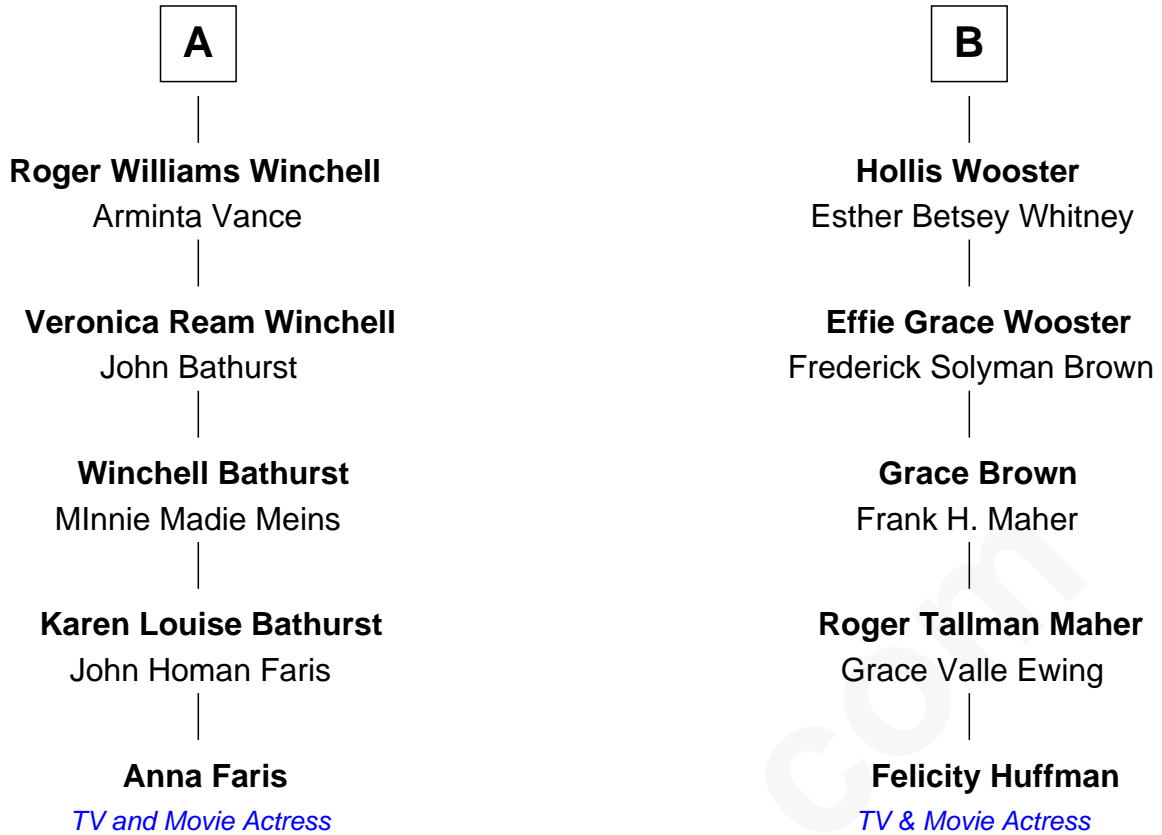 A
Roger Williams Winchell
Arminta Vance
Veronica Ream Winchell
John Bathurst
Winchell Bathurst
MInnie Madie Meins
Karen Louise Bathurst
John Homan Faris
Anna Faris
TV and Movie Actress
B
Hollis Wooster
Esther Betsey Whitney
Effie Grace Wooster
Frederick Solyman Brown
Grace Brown
Frank H. Maher
Roger Tallman Maher
Grace Valle Ewing
Felicity Huffman
TV & Movie Actress
com